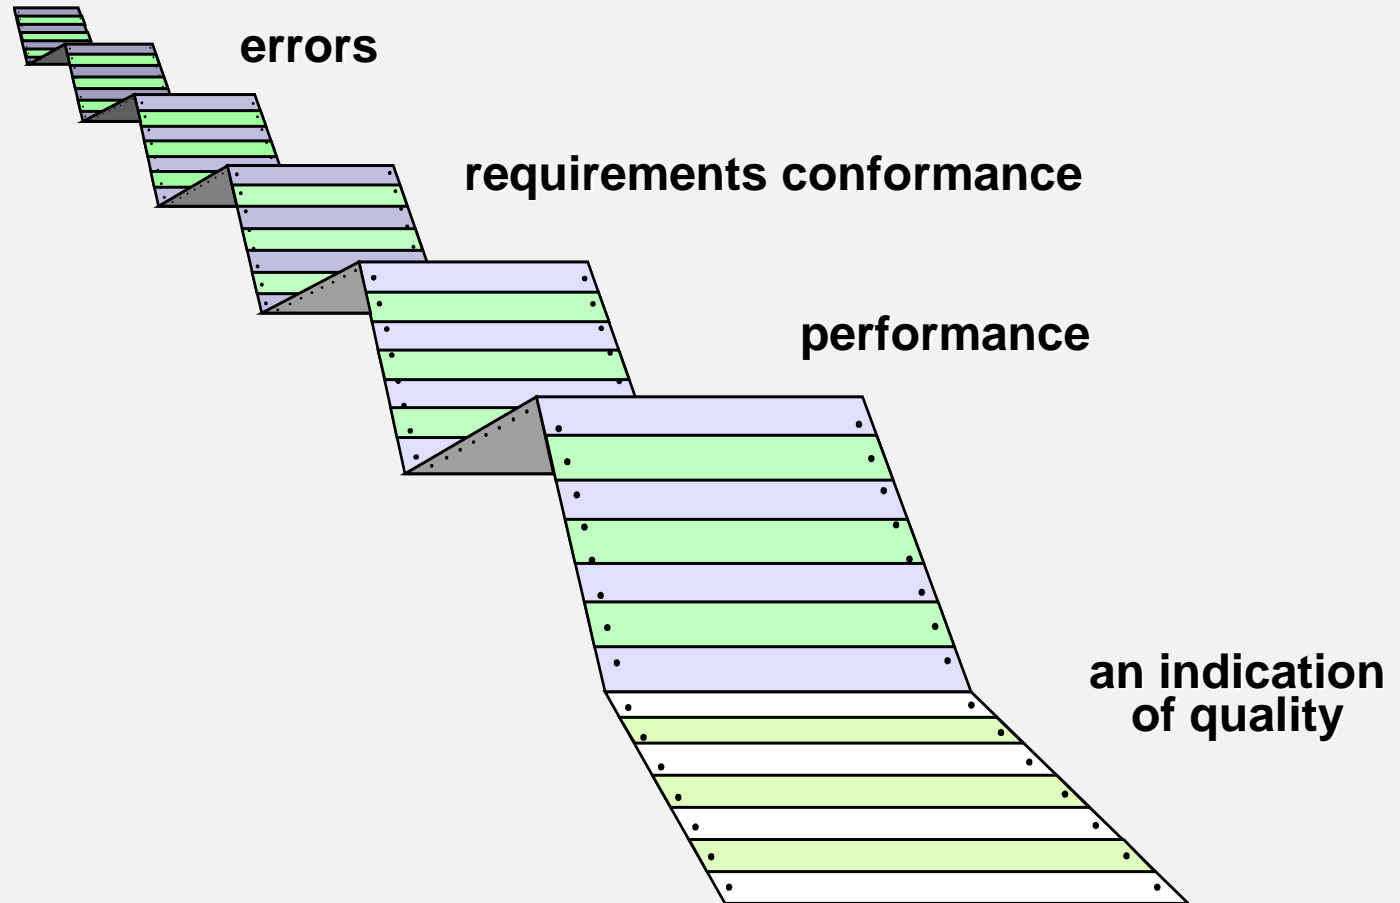 errors
requirements conformance
performance
an indication
of quality